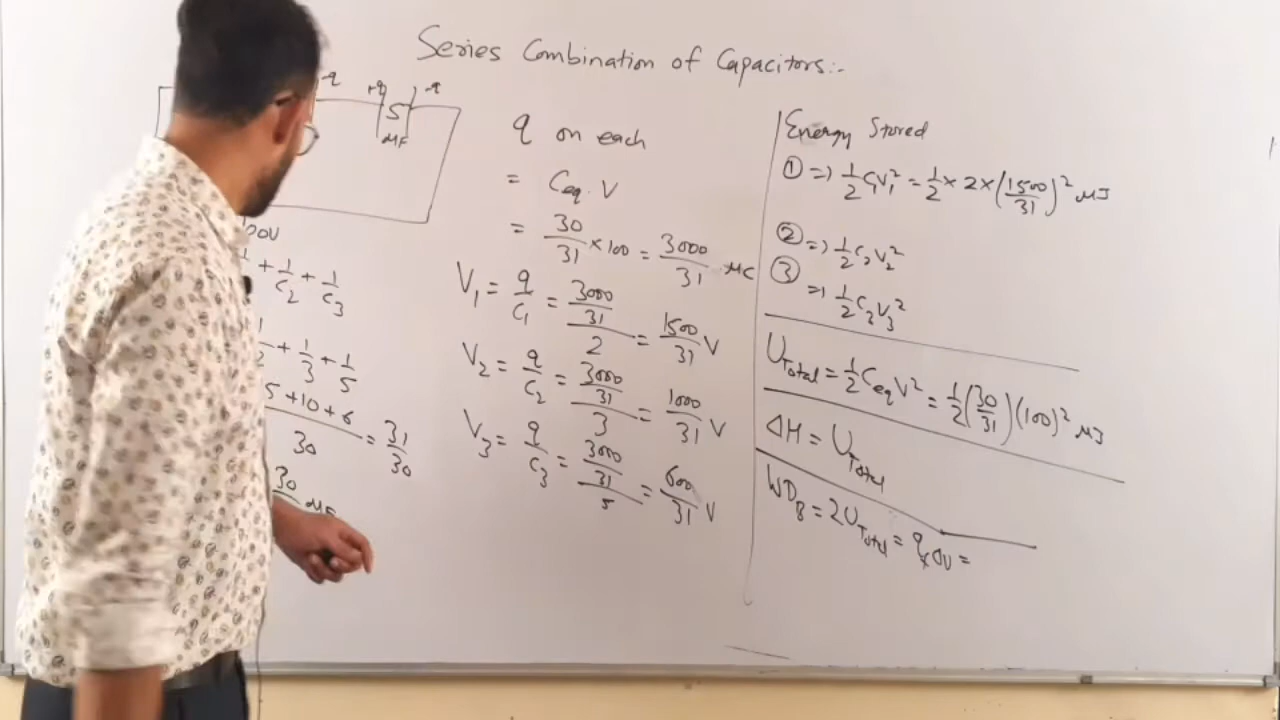 Series Combination of Capacitors:-
-q +q -q
5
μF
00V
+ 1/C2 + 1/C3
+ 1/3 + 1/5
5+10+6/30 = 31/30
30 μF
q on each
= Ceq. V
= 30/31 × 100 = 3000/31 μC
V1 = q/C1 = 3000/31/2 = 1500/31 V
V2 = q/C2 = 3000/31/3 = 1000/31 V
V3 = q/C3 = 3000/31/5 = 600/31 V
Energy Stored
① => 1/2 C1V1² = 1/2 × 2 × (1500/31)² μJ
② => 1/2 C2V2²
③ => 1/2 C3V3²
UTotal = 1/2 Ceq V² = 1/2 (30/31) (100)² μJ
ΔH = UTotal
WDB = 2UTotal = q × ΔV =